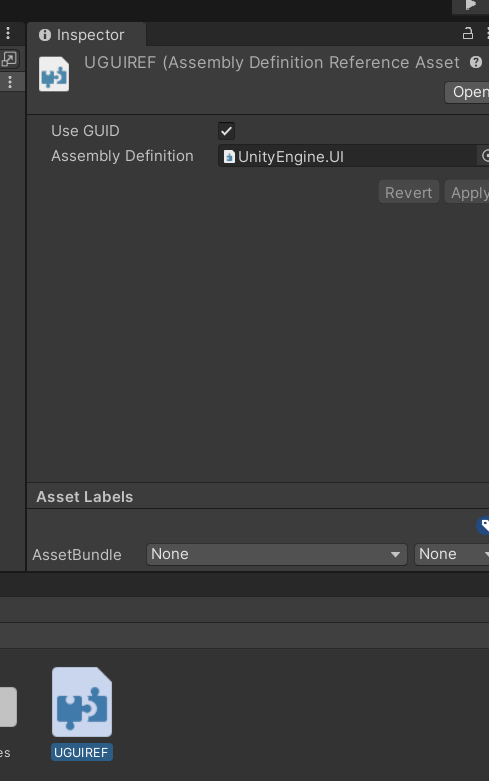 Inspector
UGUIREF (Assembly Definition Reference Asset
Open
Use GUID
Assembly Definition UnityEngine.UI
Revert Apply
Asset Labels
AssetBundle None None
es UGUIREF